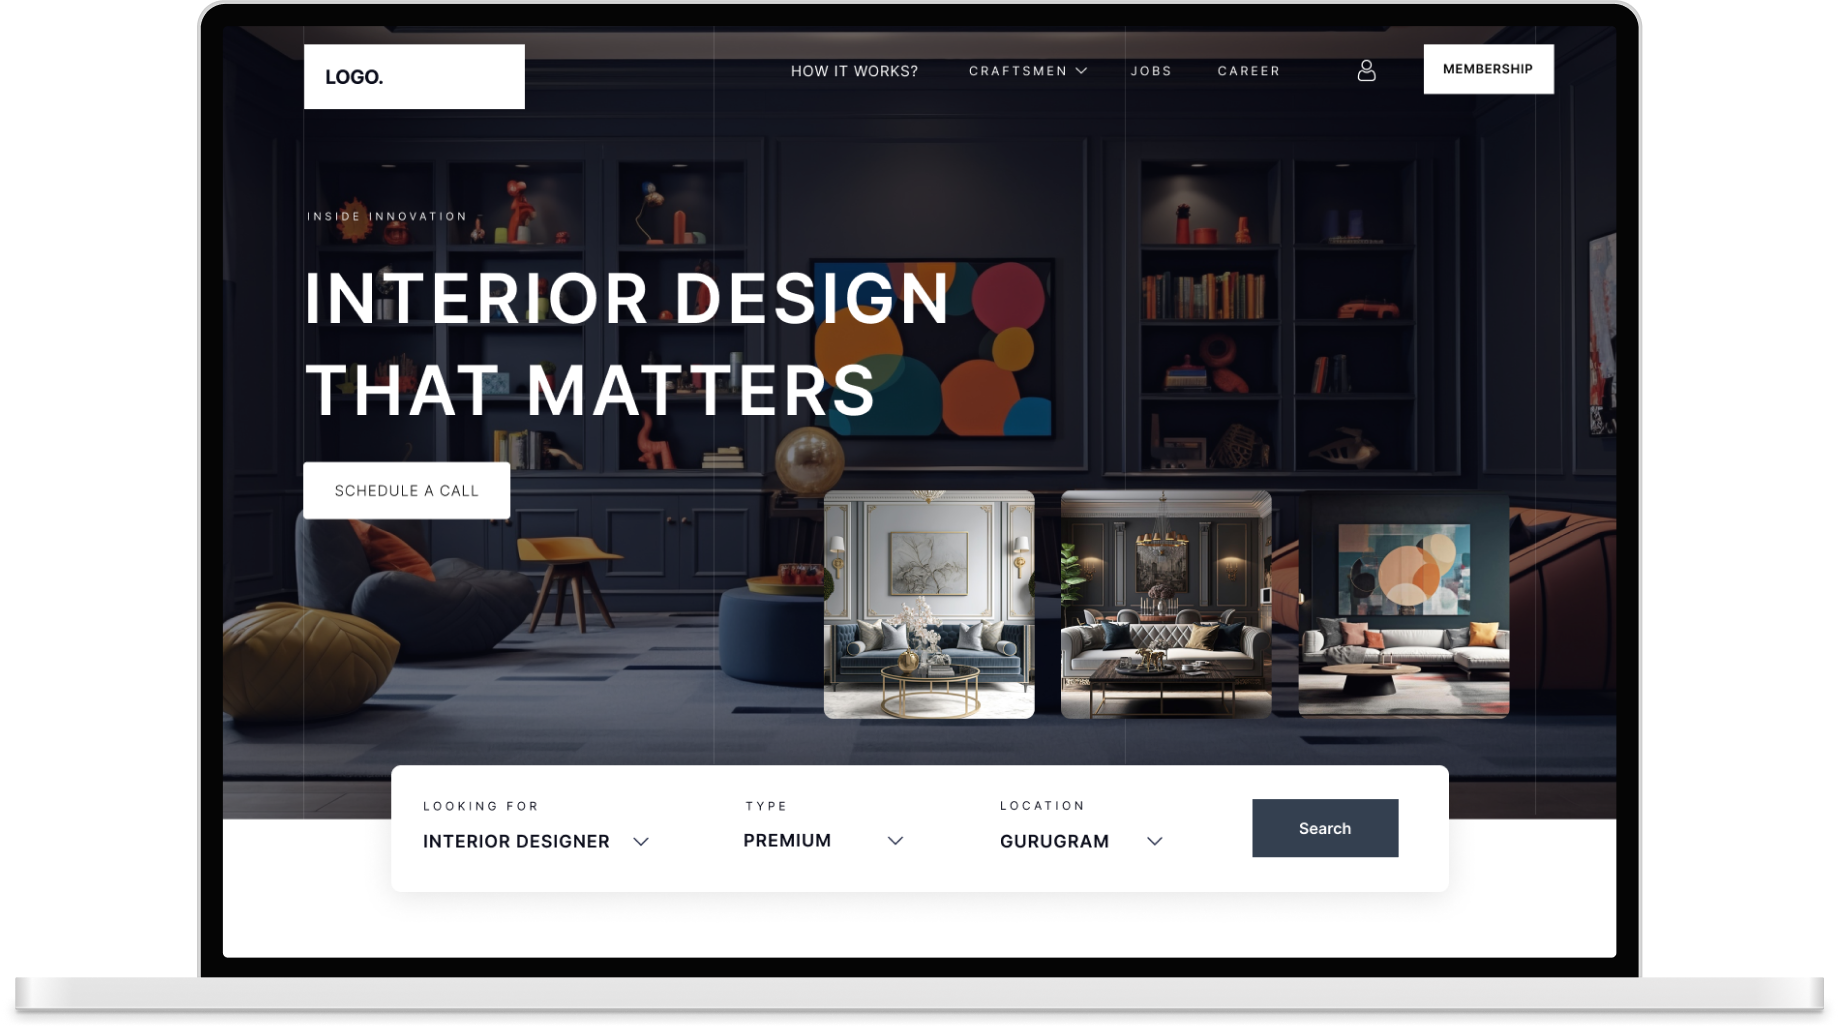 LOGO.
HOW IT WORKS?
CRAFTSMEN
JOBS
CAREER
MEMBERSHIP
INSIDE INNOVATION
INTERIOR DESIGN
THAT MATTERS
SCHEDULE A CALL
LOOKING FOR
INTERIOR DESIGNER
TYPE
PREMIUM
LOCATION
GURUGRAM
Search